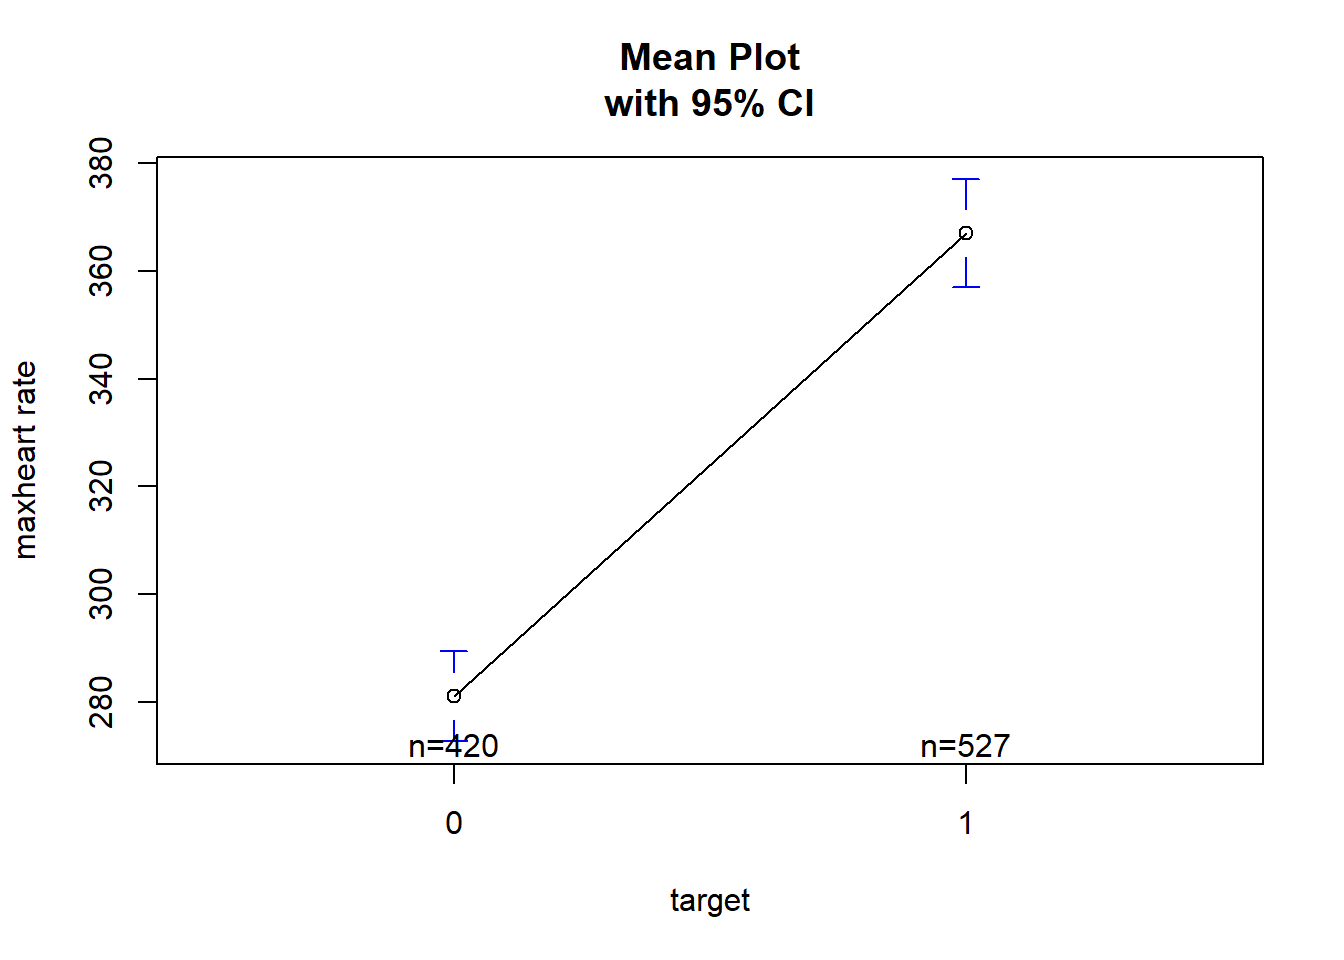 Mean Plot
with 95% CI
maxheart rate
380
360
340
320
300
280
n=420
n=527
0
1
target